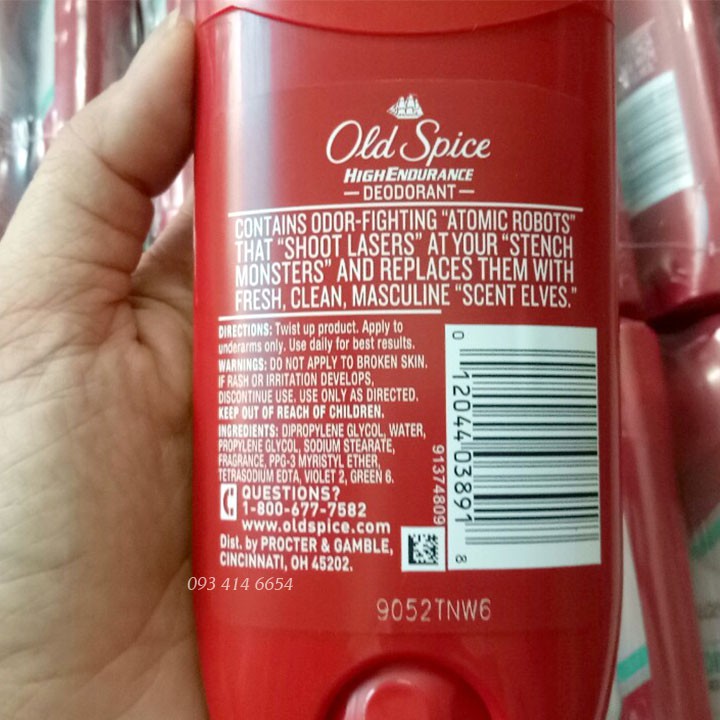 Old Spice
HIGH ENDURANCE
DEODORANT
CONTAINS ODOR-FIGHTING "ATOMIC ROBOTS"
THAT "SHOOT LASERS" AT YOUR "STENCH
MONSTERS" AND REPLACES THEM WITH
FRESH, CLEAN, MASCULINE "SCENT ELVES."
DIRECTIONS: Twist up product. Apply to
underarms only. Use daily for best results.
WARNINGS: DO NOT APPLY TO BROKEN SKIN.
IF RASH OR IRRITATION DEVELOPS,
DISCONTINUE USE. USE ONLY AS DIRECTED.
KEEP OUT OF REACH OF CHILDREN.
INGREDIENTS: DIPROPYLENE GLYCOL, WATER,
PROPYLENE GLYCOL, SODIUM STEARATE,
FRAGRANCE, PPG-3 MYRISTYL ETHER,
TETRASODIUM EDTA, VIOLET 2, GREEN 6.
QUESTIONS?
1-800-677-7582
www.oldspice.com
Dist. by PROCTER & GAMBLE,
CINCINNATI, OH 45202.
91374809
0 12044 03891 8
093 414 6654
9052TNW6